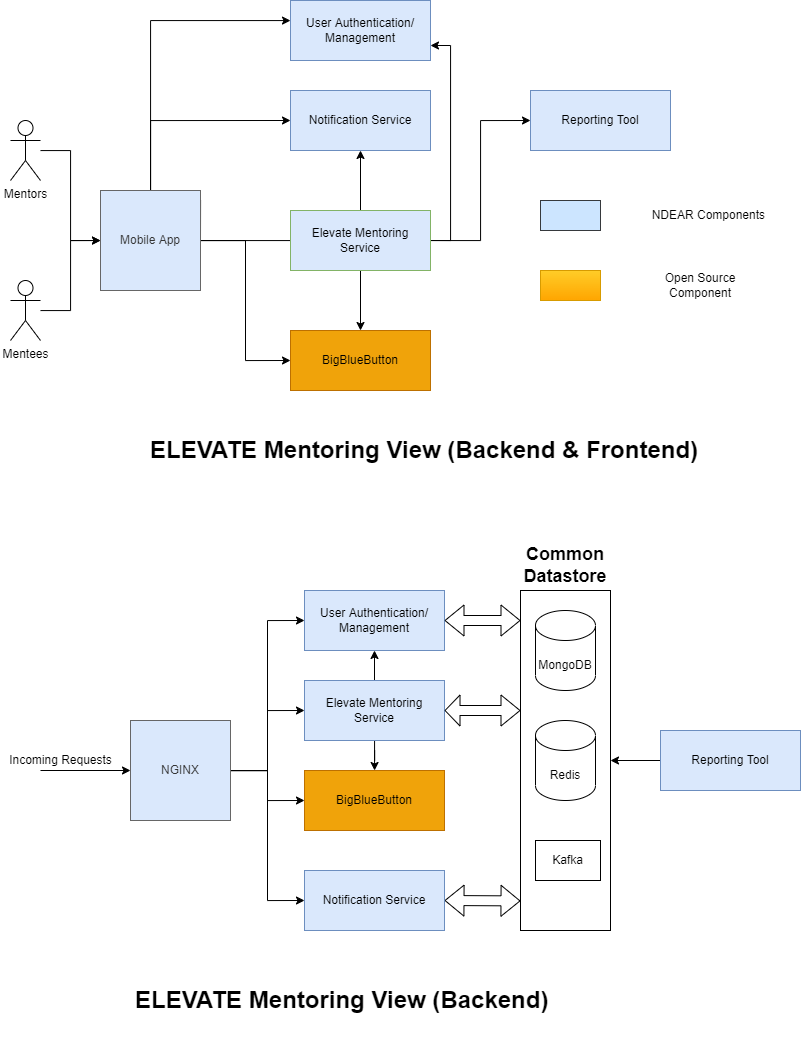 User Authentication/
Management
Notification Service
Reporting Tool
Mentors
NDEAR Components
Mobile App
Elevate Mentoring
Service
Open Source
Component
Mentees
BigBlueButton
ELEVATE Mentoring View (Backend & Frontend)
Common
Datastore
User Authentication/
Management
MongoDB
Elevate Mentoring
Service
Incoming Requests
NGINX
Redis
Reporting Tool
BigBlueButton
Kafka
Notification Service
ELEVATE Mentoring View (Backend)